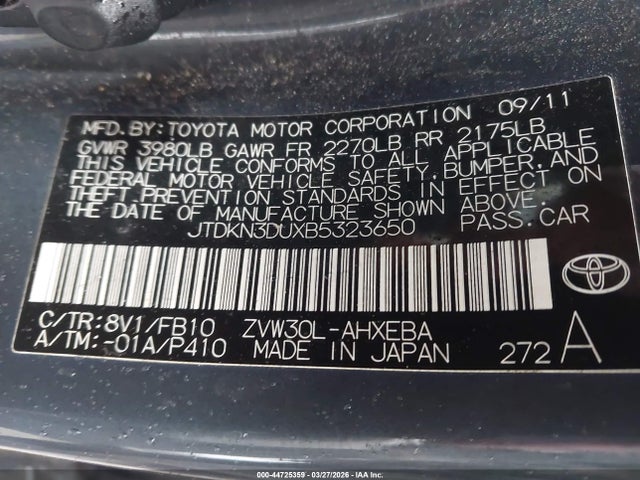 MFD. BY: TOYOTA MOTOR CORPORATION 09/11
GVWR 3980LB GAWR FR 2270LB RR 2175LB
THIS VEHICLE CONFORMS TO ALL APPLICABLE
FEDERAL MOTOR VEHICLE SAFETY, BUMPER, AND
THEFT PREVENTION STANDARDS IN EFFECT ON
THE DATE OF MANUFACTURE SHOWN ABOVE.
JTDKN3DUXB5323650 PASS. CAR
C/TR: 8V1/FB10 ZVW30L-AHXEBA
A/TM: -01A/P410 MADE IN JAPAN 272 A
000-44725359 | 03/27/2026 - IAA Inc.